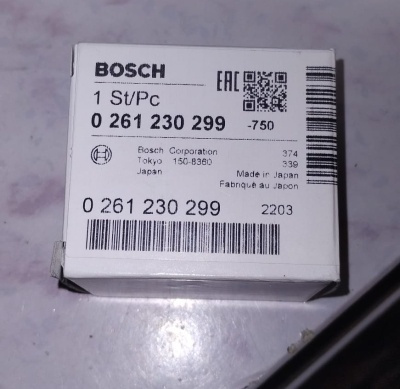 BOSCH
EAC
1 St/Pc
0 261 230 299 -750
Bosch Corporation 374
Tokyo 150-8360 339
Japan Made in Japan
Fabriqué au Japon
0 261 230 299 2203